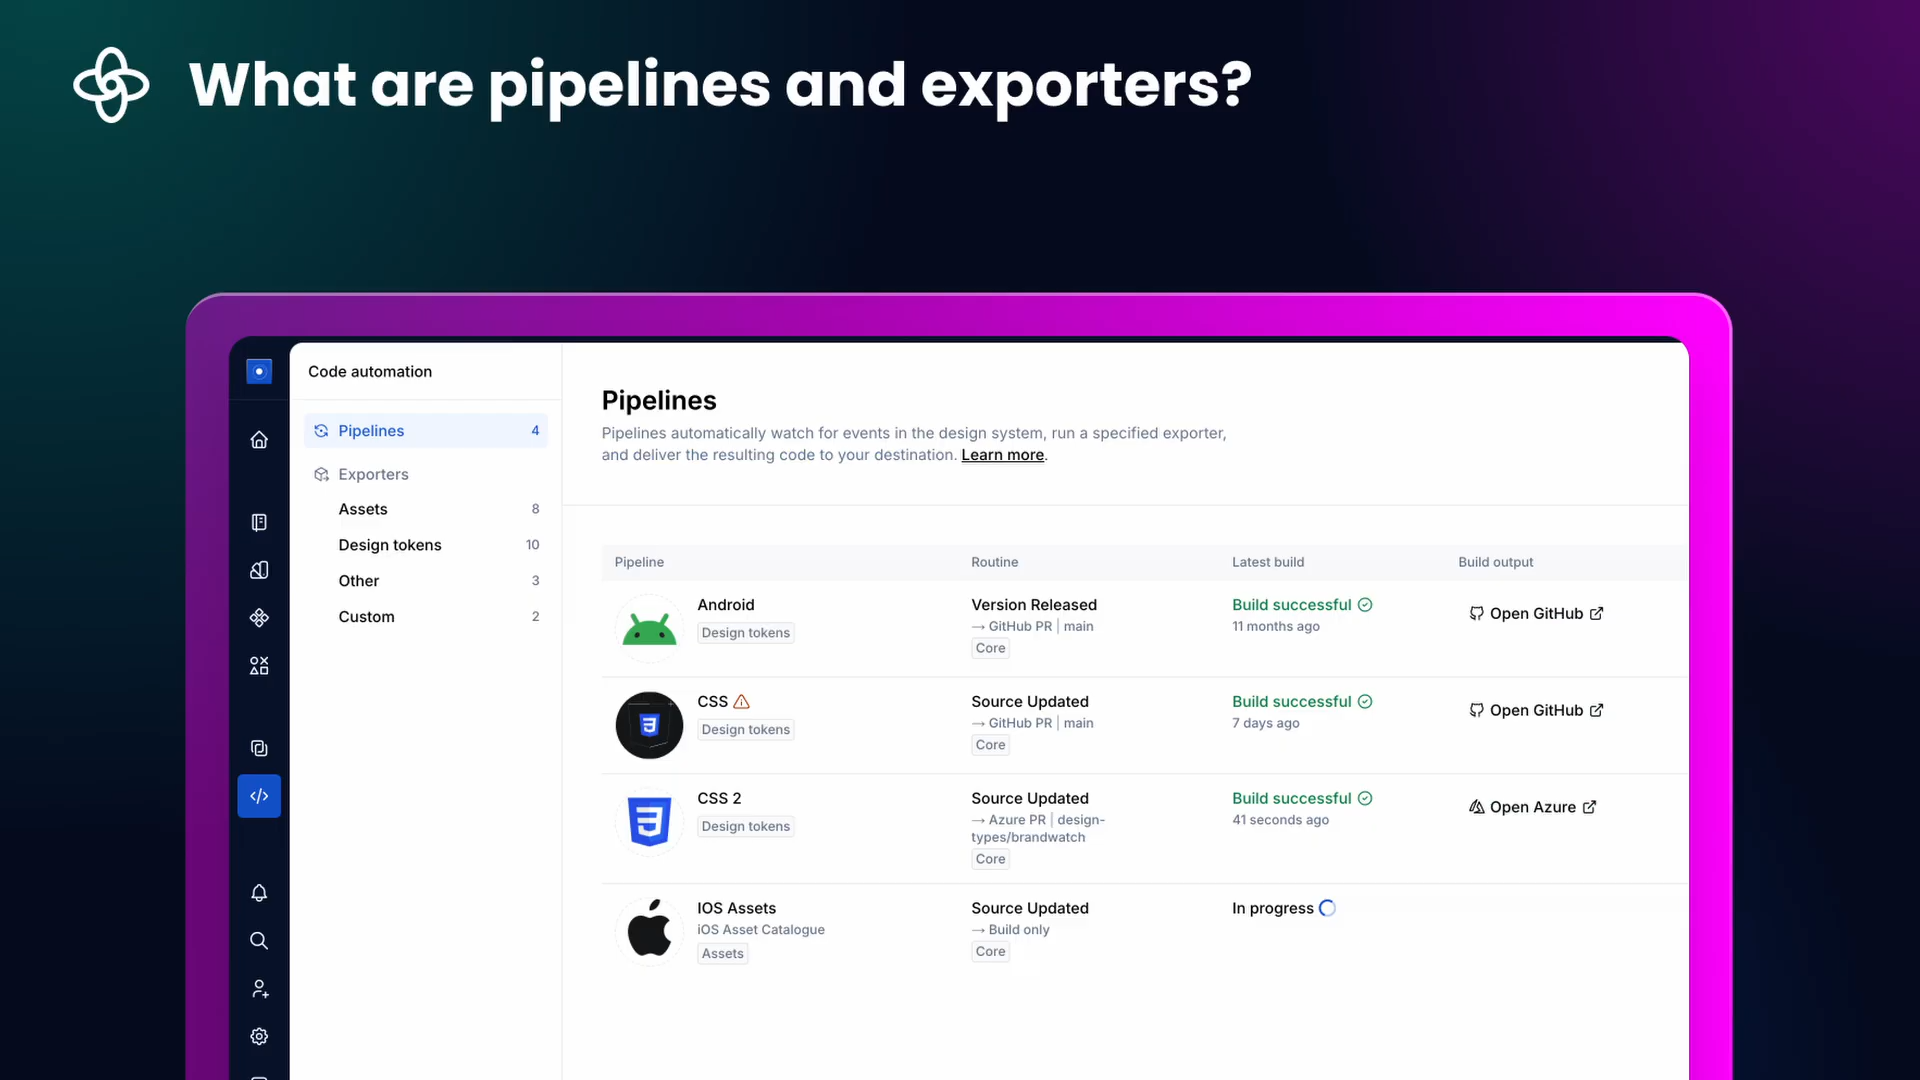 What are pipelines and exporters?
Code automation
Pipelines 4
Exporters
Assets 8
Design tokens 10
Other 3
Custom 2
Pipelines
Pipelines automatically watch for events in the design system, run a specified exporter,
and deliver the resulting code to your destination. Learn more.
Pipeline Routine Latest build Build output
Android
Design tokens
Version Released
→ GitHub PR | main
Core
Build successful
11 months ago
Open GitHub
CSS
Design tokens
Source Updated
→ GitHub PR | main
Core
Build successful
7 days ago
Open GitHub
CSS 2
Design tokens
Source Updated
→ Azure PR | design-
types/brandwatch
Core
Build successful
41 seconds ago
Open Azure
IOS Assets
iOS Asset Catalogue
Assets
Source Updated
→ Build only
Core
In progress